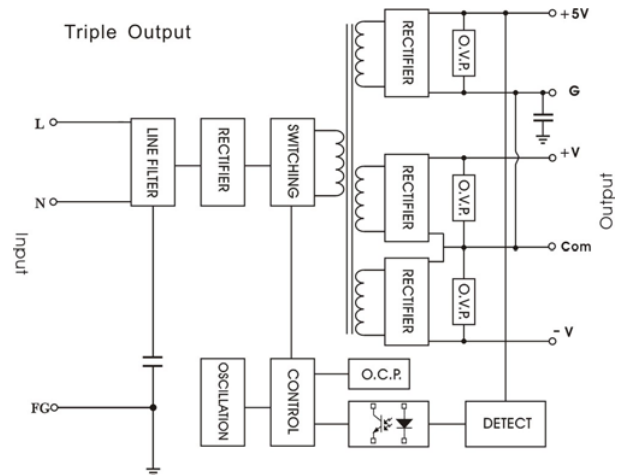 Triple Output
+5V
RECTIFIER
O.V.P.
G
L
LINE FILTER
RECTIFIER
SWITCHING
+V
RECTIFIER
O.V.P.
Output
N
Input
Com
RECTIFIER
O.V.P.
-V
OSCILLATION
CONTROL
O.C.P.
FG
DETECT